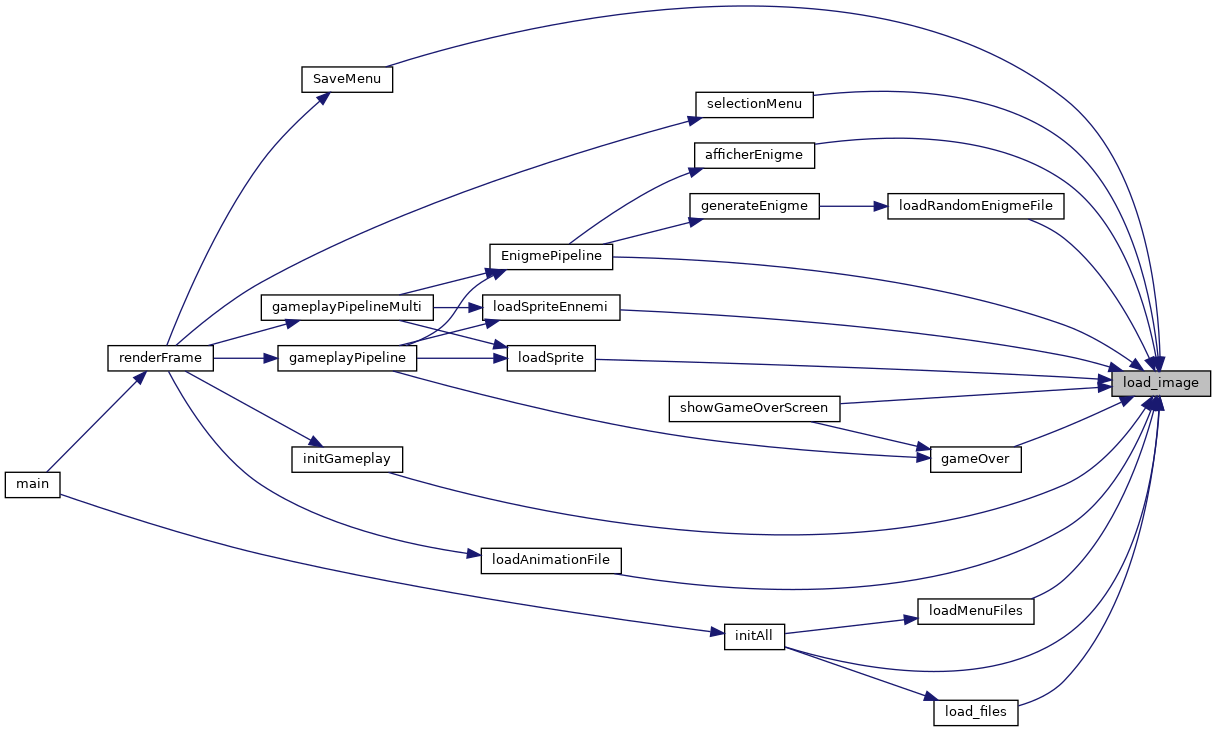 SaveMenu
selectionMenu
afficherEnigme
generateEnigme
loadRandomEnigmeFile
EnigmePipeline
gameplayPipelineMulti
loadSpriteEnnemi
renderFrame
gameplayPipeline
loadSprite
load_image
showGameOverScreen
initGameplay
gameOver
main
loadAnimationFile
loadMenuFiles
initAll
load_files